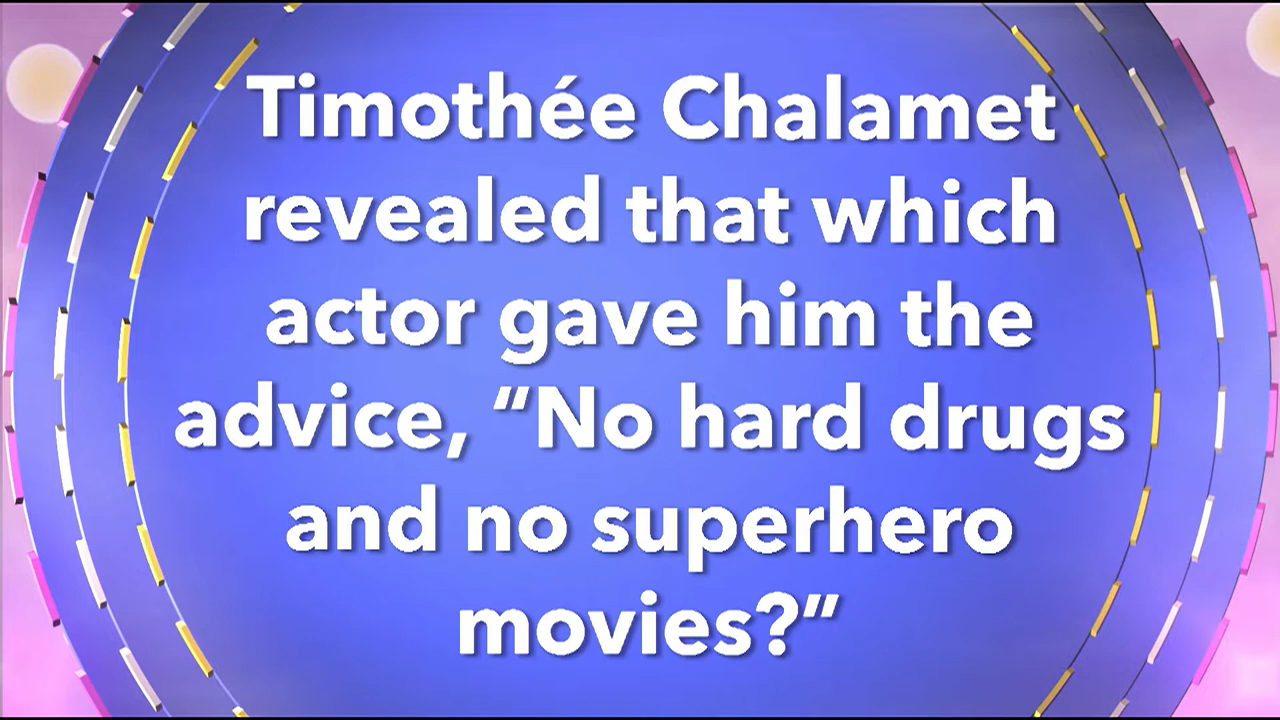 Timothée Chalamet
revealed that which
actor gave him the
advice, “No hard drugs
and no superhero
movies?”